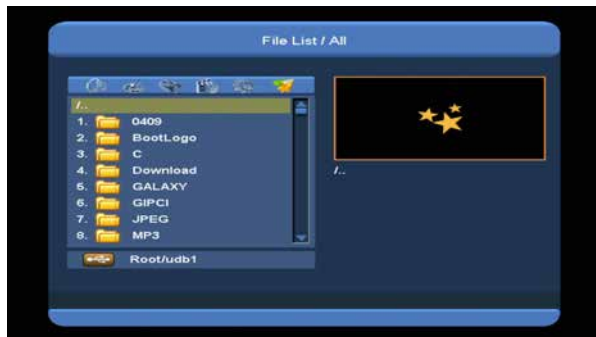 File List / All
/..
1. 0409
2. BootLogo
3. C
4. Download
5. GALAXY
6. GIPCI
7. JPEG
8. MP3
/..
Root/udb1